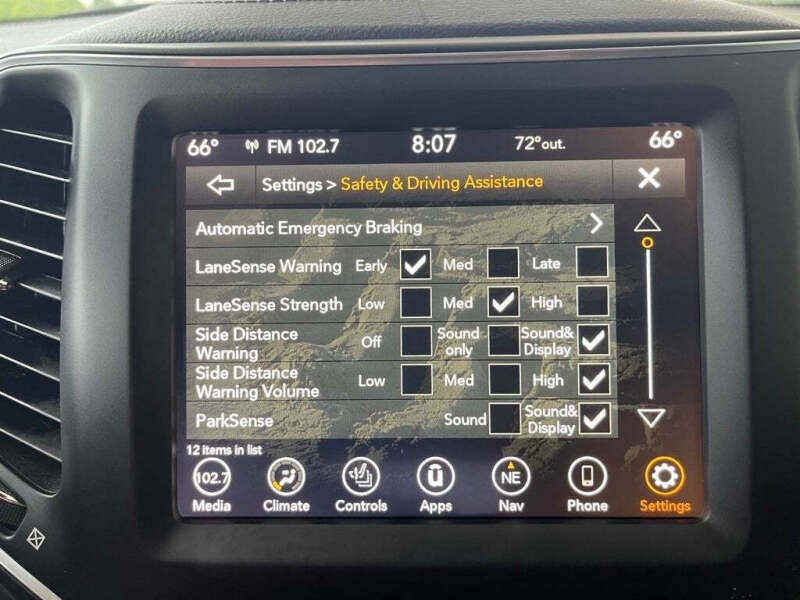 66° FM 102.7 8:07 72°out. 66°
Settings > Safety & Driving Assistance
Automatic Emergency Braking
LaneSense Warning Early Med Late
LaneSense Strength Low Med High
Side Distance Warning Off Sound only Sound& Display
Side Distance Warning Volume Low Med High
ParkSense Sound Sound& Display
12 items in list
102.7 NE
Media Climate Controls Apps Nav Phone Settings